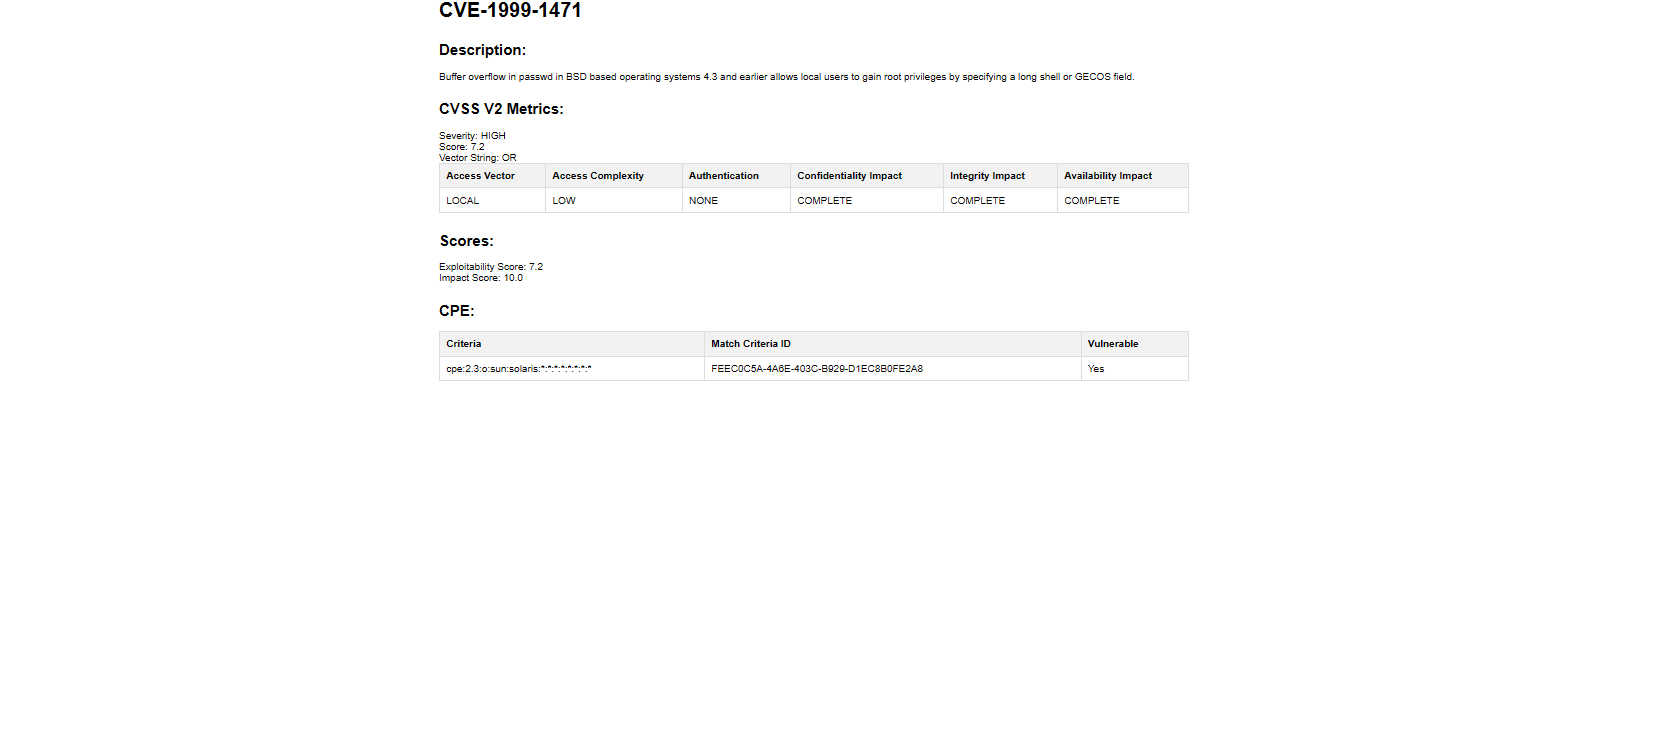 CVE-1999-1471
Description:
Buffer overflow in passwd in BSD based operating systems 4.3 and earlier allows local users to gain root privileges by specifying a long shell or GECOS field.
CVSS V2 Metrics:
Severity: HIGH
Score: 7.2
Vector String: OR
Access Vector Access Complexity Authentication Confidentiality Impact Integrity Impact Availability Impact
LOCAL LOW NONE COMPLETE COMPLETE COMPLETE
Scores:
Exploitability Score: 7.2
Impact Score: 10.0
CPE:
Criteria Match Criteria ID Vulnerable
cpe:2.3:o:sun:solaris:*:*:*:*:*:*:*:* FEEC0C5A-4A6E-403C-B929-D1EC8B0FE2A8 Yes